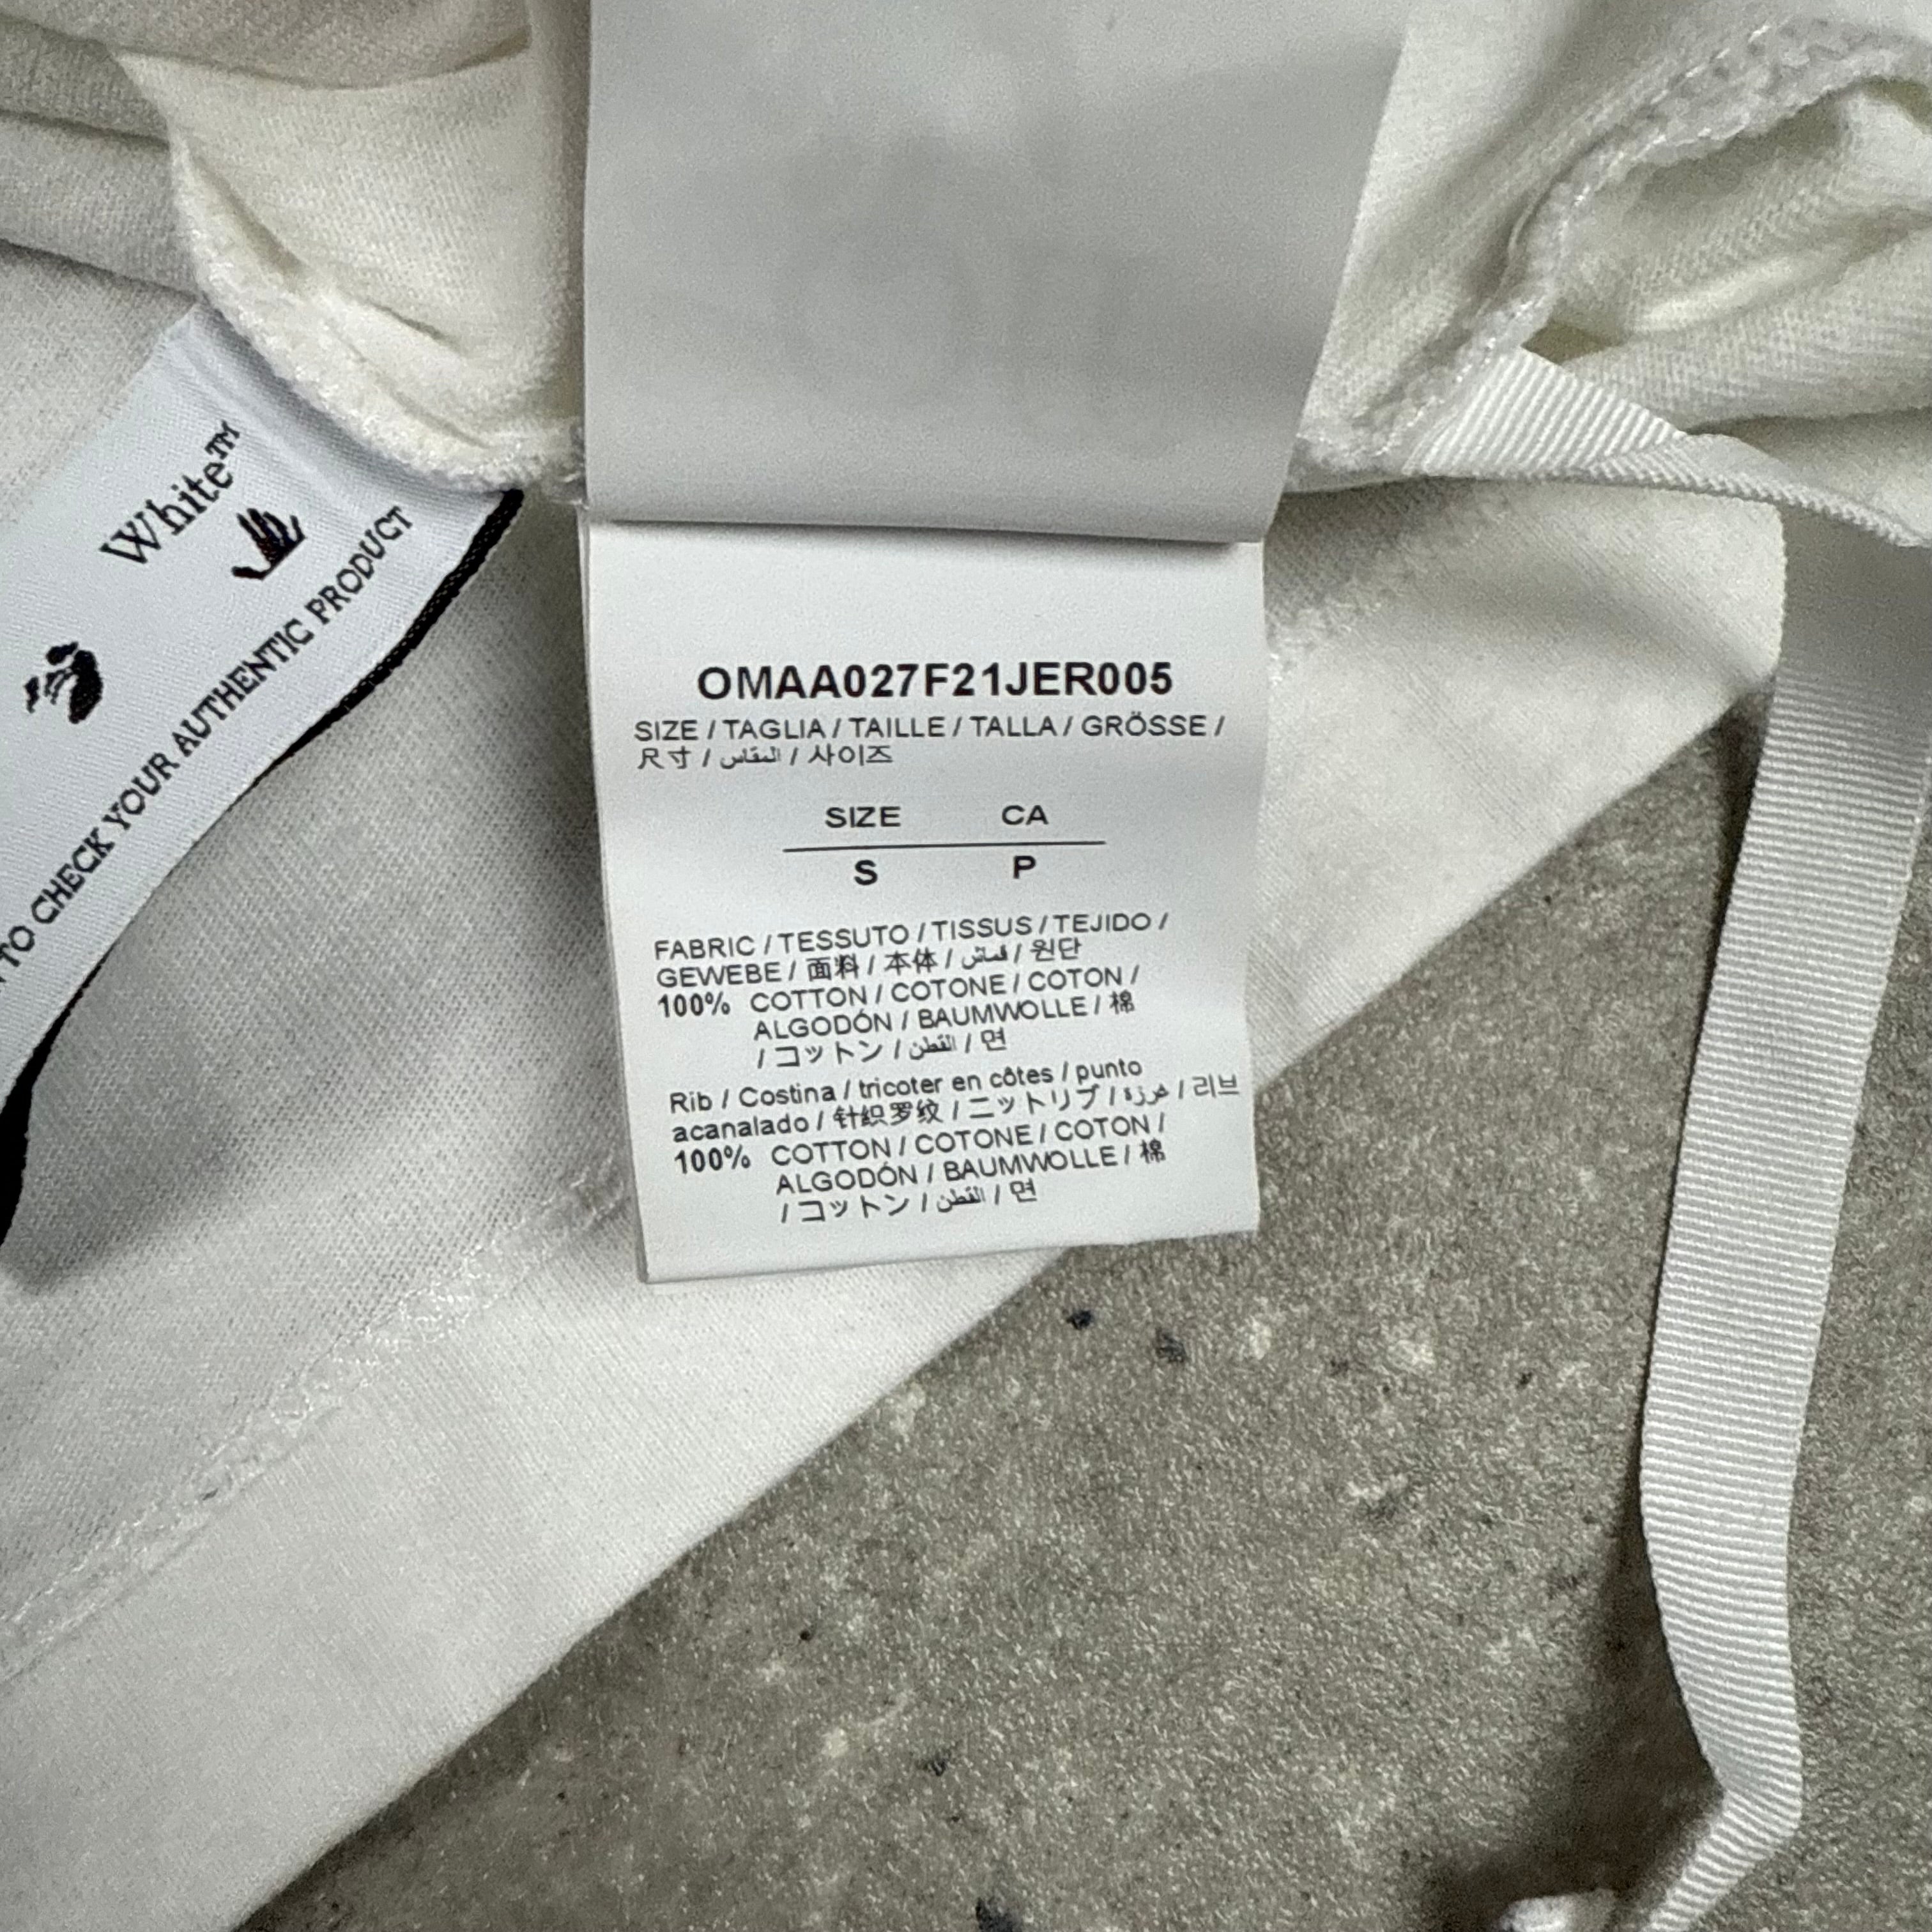 White™
TO CHECK YOUR AUTHENTIC PRODUCT
OMAA027F21JER005
SIZE / TAGLIA / TAILLE / TALLA / GRÖSSE /
尺寸 / المقاس / 사이즈
SIZE CA
S P
FABRIC / TESSUTO / TISSUS / TEJIDO /
GEWEBE / 面料 / 本体 / قماش / 원단
100% COTTON / COTONE / COTON /
ALGODÓN / BAUMWOLLE / 棉
/ コットン / القطن / 면
Rib / Costina / tricoter en côtes / punto
acanalado / 针织罗纹 / ニットリブ / غرزة / 리브
100% COTTON / COTONE / COTON /
ALGODÓN / BAUMWOLLE / 棉
/ コットン / القطن / 면